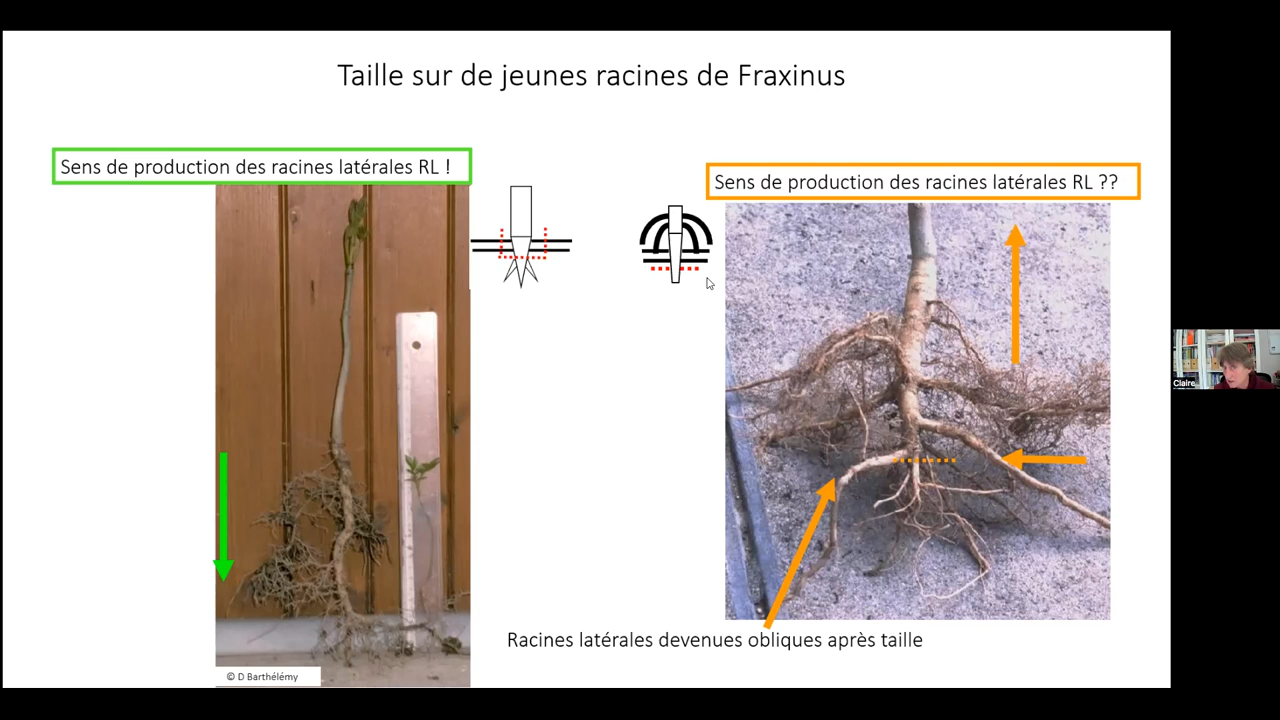 Taille sur de jeunes racines de Fraxinus
Sens de production des racines latérales RL !
Sens de production des racines latérales RL ??
Racines latérales devenues obliques après taille
© D Barthélémy
Claire